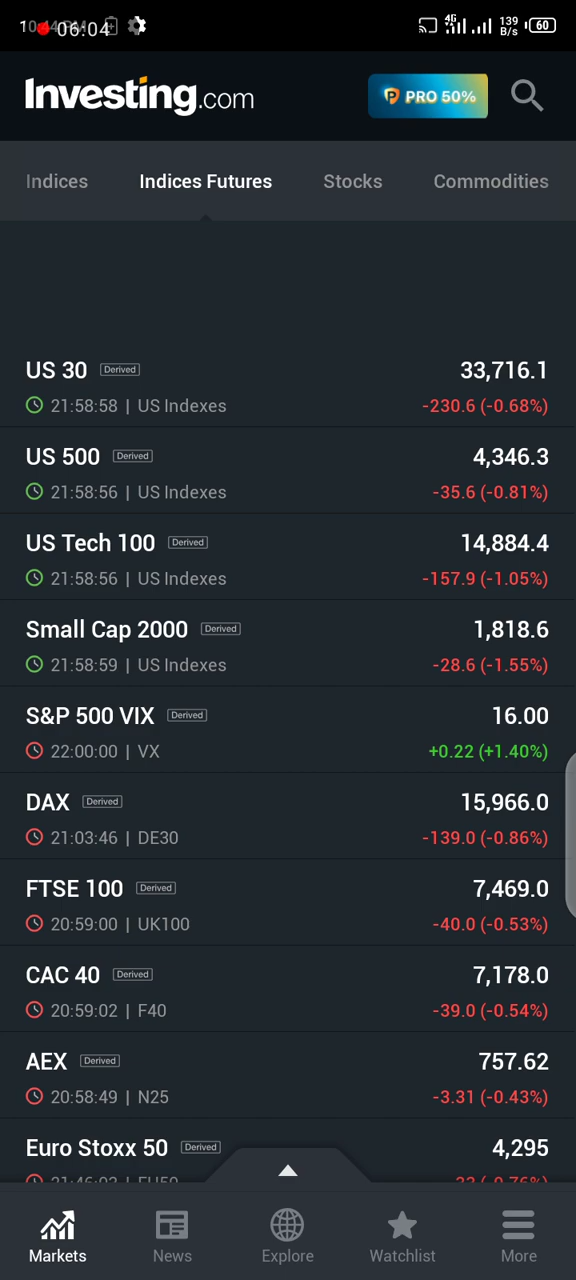 06:04
4G
139 B/s
60
Investing.com
PRO 50%
Indices
Indices Futures
Stocks
Commodities
US 30 Derived 33,716.1
21:58:58 | US Indexes -230.6 (-0.68%)
US 500 Derived 4,346.3
21:58:56 | US Indexes -35.6 (-0.81%)
US Tech 100 Derived 14,884.4
21:58:56 | US Indexes -157.9 (-1.05%)
Small Cap 2000 Derived 1,818.6
21:58:59 | US Indexes -28.6 (-1.55%)
S&P 500 VIX Derived 16.00
22:00:00 | VX +0.22 (+1.40%)
DAX Derived 15,966.0
21:03:46 | DE30 -139.0 (-0.86%)
FTSE 100 Derived 7,469.0
20:59:00 | UK100 -40.0 (-0.53%)
CAC 40 Derived 7,178.0
20:59:02 | F40 -39.0 (-0.54%)
AEX Derived 757.62
20:58:49 | N25 -3.31 (-0.43%)
Euro Stoxx 50 Derived 4,295
Markets
News
Explore
Watchlist
More